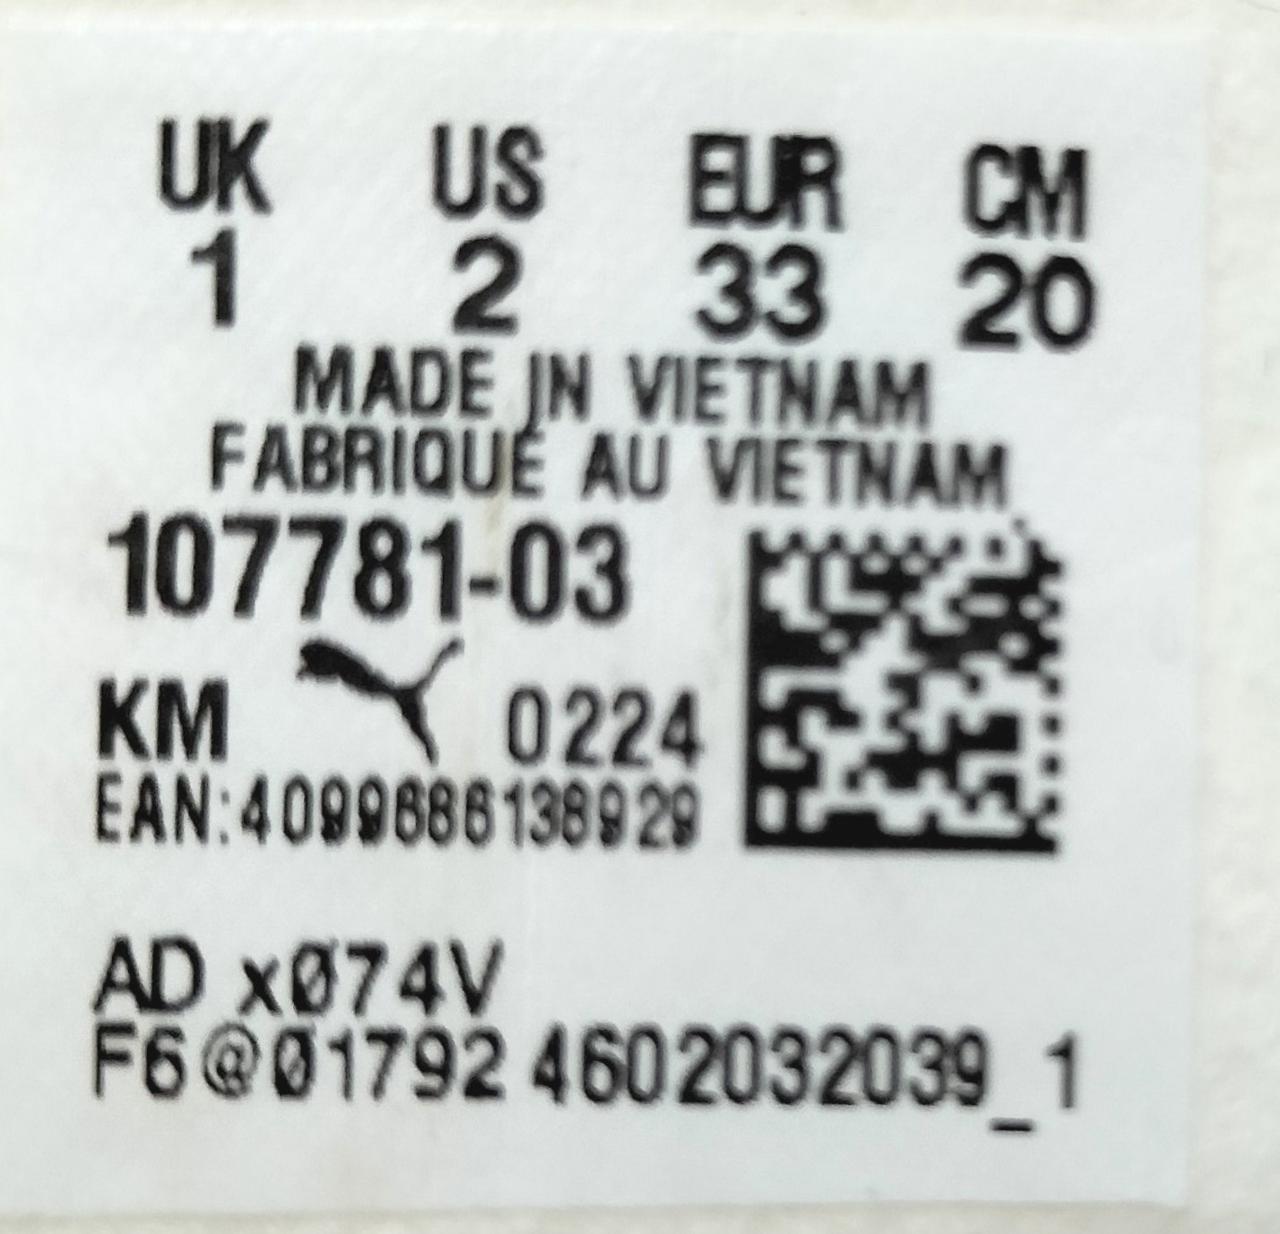 UK US EUR CM
1 2 33 20
MADE IN VIETNAM
FABRIQUÉ AU VIETNAM
107781-03
KM 0224
EAN:4099686138929
AD xØ74V
F6@Ø1792 4602032039_1